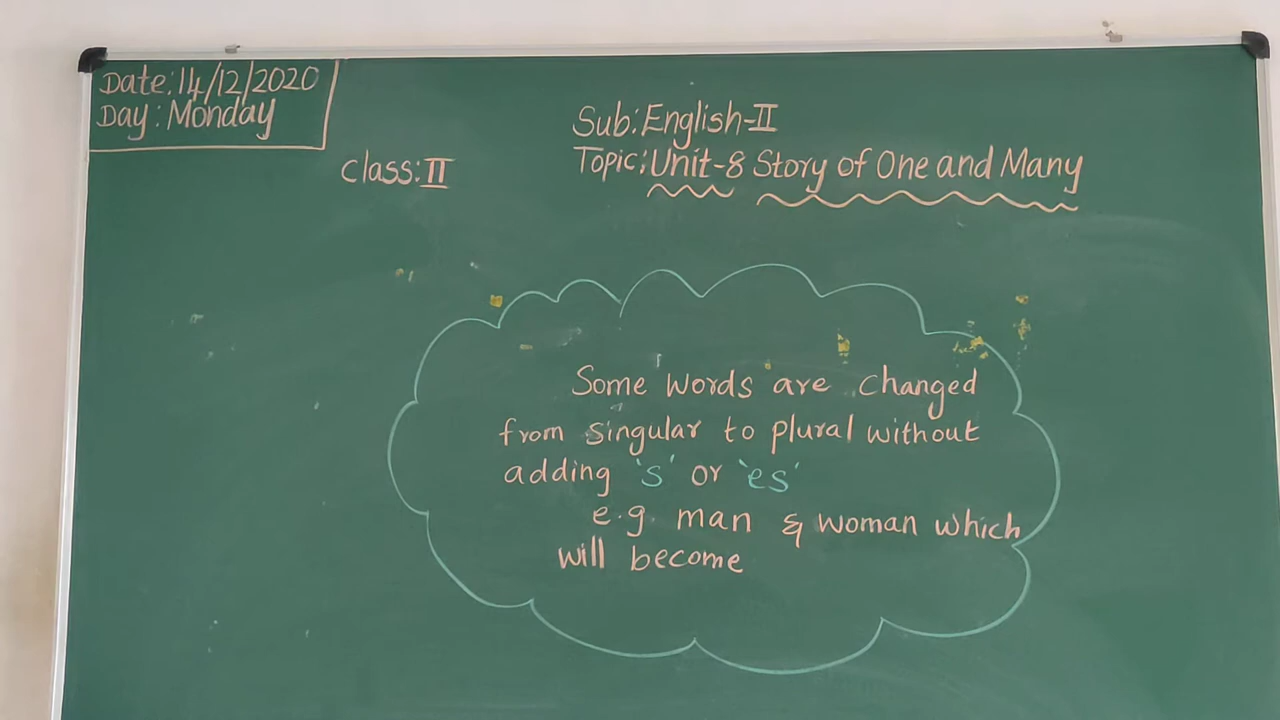 Date: 14/12/2020
Day: Monday
Class: II
Sub: English-II
Topic: Unit-8 Story of One and Many
Some words are changed
from singular to plural without
adding 's' or 'es'
e.g. man & woman which
will become